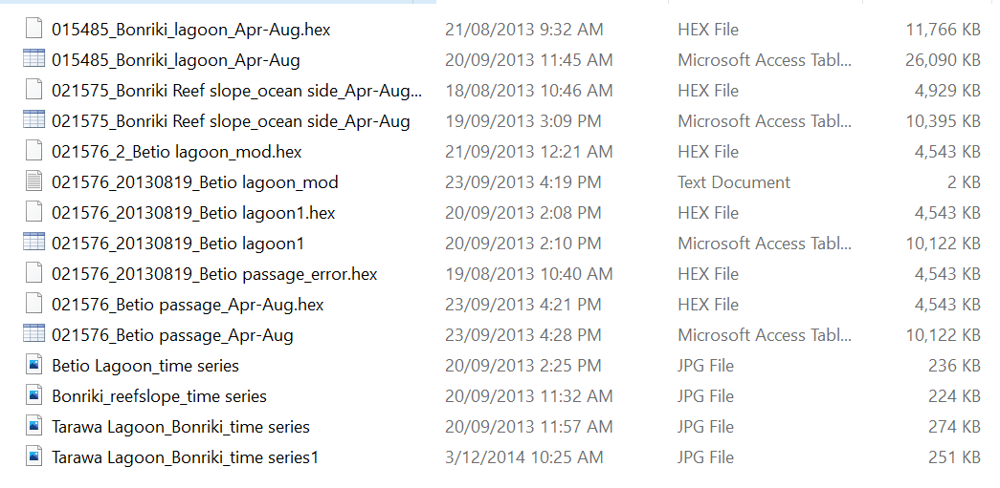 015485_Bonriki_lagoon_Apr-Aug.hex 21/08/2013 9:32 AM HEX File 11,766 KB
015485_Bonriki_lagoon_Apr-Aug 20/09/2013 11:45 AM Microsoft Access Tabl... 26,090 KB
021575_Bonriki Reef slope_ocean side_Apr-Aug... 18/08/2013 10:46 AM HEX File 4,929 KB
021575_Bonriki Reef slope_ocean side_Apr-Aug 19/09/2013 3:09 PM Microsoft Access Tabl... 10,395 KB
021576_2_Betio lagoon_mod.hex 21/09/2013 12:21 AM HEX File 4,543 KB
021576_20130819_Betio lagoon_mod 23/09/2013 4:19 PM Text Document 2 KB
021576_20130819_Betio lagoon1.hex 20/09/2013 2:08 PM HEX File 4,543 KB
021576_20130819_Betio lagoon1 20/09/2013 2:10 PM Microsoft Access Tabl... 10,122 KB
021576_20130819_Betio passage_error.hex 19/08/2013 10:40 AM HEX File 4,543 KB
021576_Betio passage_Apr-Aug.hex 23/09/2013 4:21 PM HEX File 4,543 KB
021576_Betio passage_Apr-Aug 23/09/2013 4:28 PM Microsoft Access Tabl... 10,122 KB
Betio Lagoon_time series 20/09/2013 2:25 PM JPG File 236 KB
Bonriki_reefslope_time series 20/09/2013 11:32 AM JPG File 224 KB
Tarawa Lagoon_Bonriki_time series 20/09/2013 11:57 AM JPG File 274 KB
Tarawa Lagoon_Bonriki_time series1 3/12/2014 10:25 AM JPG File 251 KB